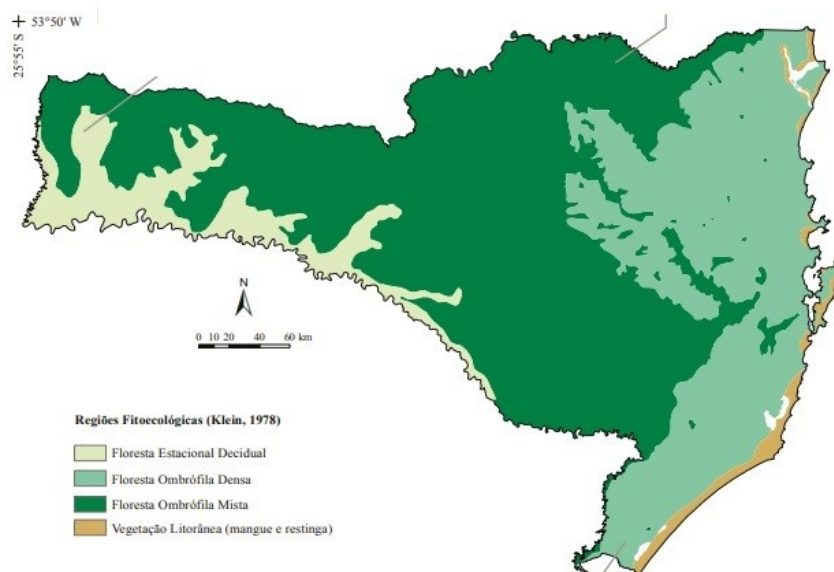 53°50' W
25°55' S
N
0 10 20 40 60 km
Regiões Fitoecológicas (Klein, 1978)
Floresta Estacional Decidual
Floresta Ombrófila Densa
Floresta Ombrófila Mista
Vegetação Litorânea (mangue e restinga)